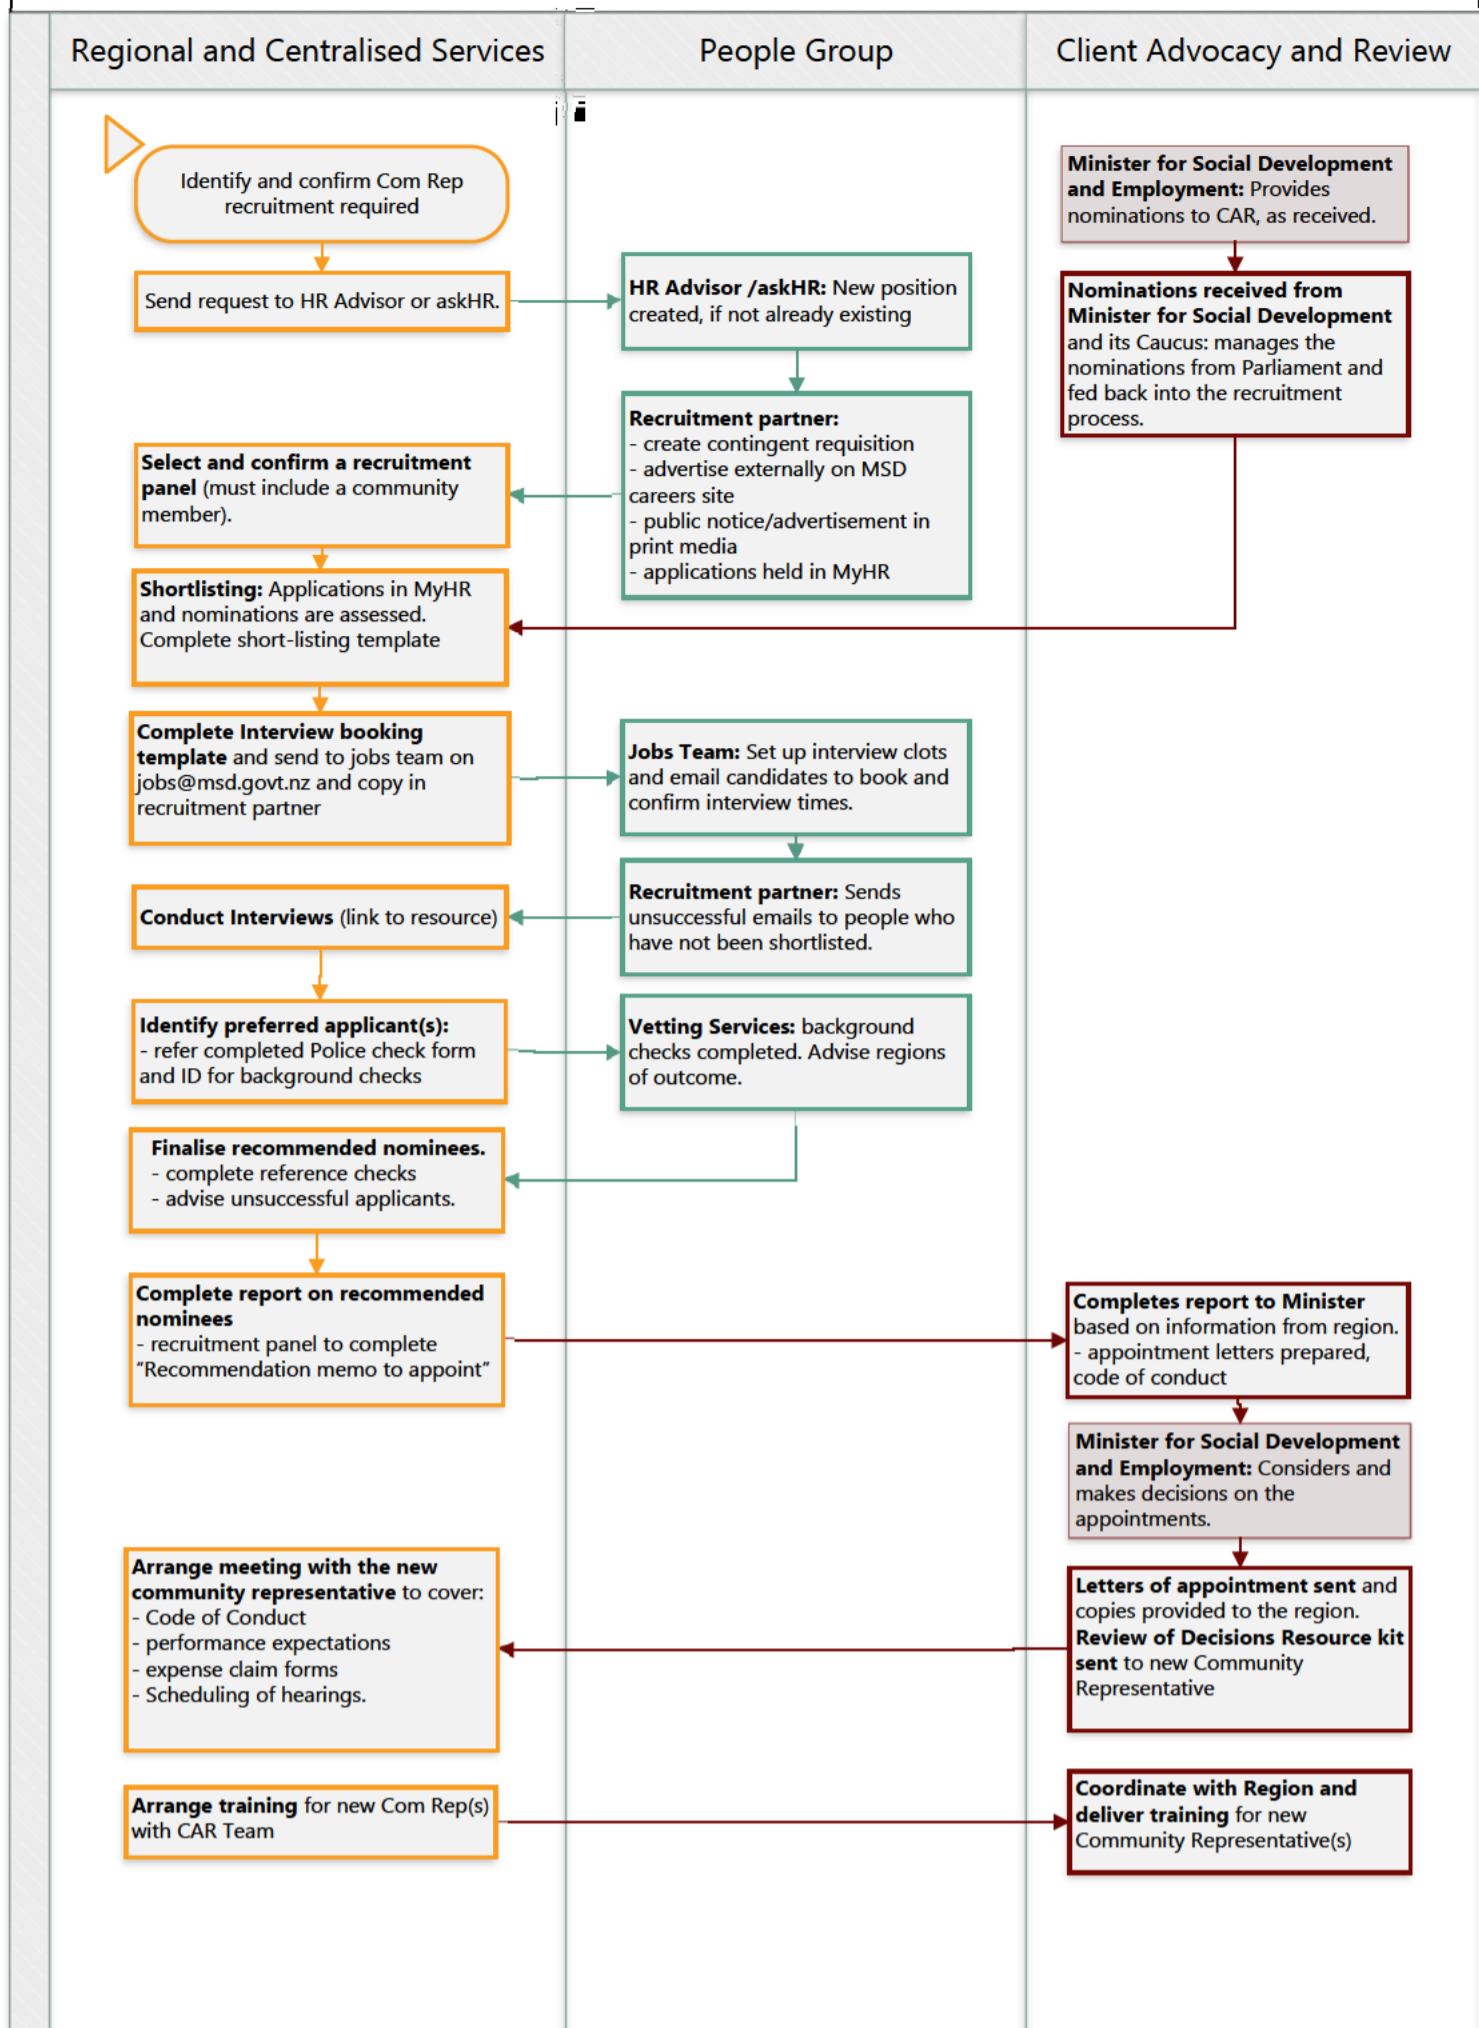 Regional and Centralised Services
People Group
Client Advocacy and Review
Identify and confirm Com Rep
recruitment required
Minister for Social Development
and Employment: Provides
nominations to CAR, as received.
Send request to HR Advisor or askHR.
HR Advisor /askHR: New position
created, if not already existing
Nominations received from
Minister for Social Development
and its Caucus: manages the
nominations from Parliament and
fed back into the recruitment
process.
Recruitment partner:
- create contingent requisition
- advertise externally on MSD
careers site
- public notice/advertisement in
print media
- applications held in MyHR
Select and confirm a recruitment
panel (must include a community
member).
Shortlisting: Applications in MyHR
and nominations are assessed.
Complete short-listing template
Complete Interview booking
template and send to jobs team on
jobs@msd.govt.nz and copy in
recruitment partner
Jobs Team: Set up interview clots
and email candidates to book and
confirm interview times.
Recruitment partner: Sends
unsuccessful emails to people who
have not been shortlisted.
Conduct Interviews (link to resource)
Identify preferred applicant(s):
- refer completed Police check form
and ID for background checks
Vetting Services: background
checks completed. Advise regions
of outcome.
Finalise recommended nominees.
- complete reference checks
- advise unsuccessful applicants.
Complete report on recommended
nominees
- recruitment panel to complete
“Recommendation memo to appoint”
Completes report to Minister
based on information from region.
- appointment letters prepared,
code of conduct
Minister for Social Development
and Employment: Considers and
makes decisions on the
appointments.
Letters of appointment sent and
copies provided to the region.
Review of Decisions Resource kit
sent to new Community
Representative
Arrange meeting with the new
community representative to cover:
- Code of Conduct
- performance expectations
- expense claim forms
- Scheduling of hearings.
Arrange training for new Com Rep(s)
with CAR Team
Coordinate with Region and
deliver training for new
Community Representative(s)